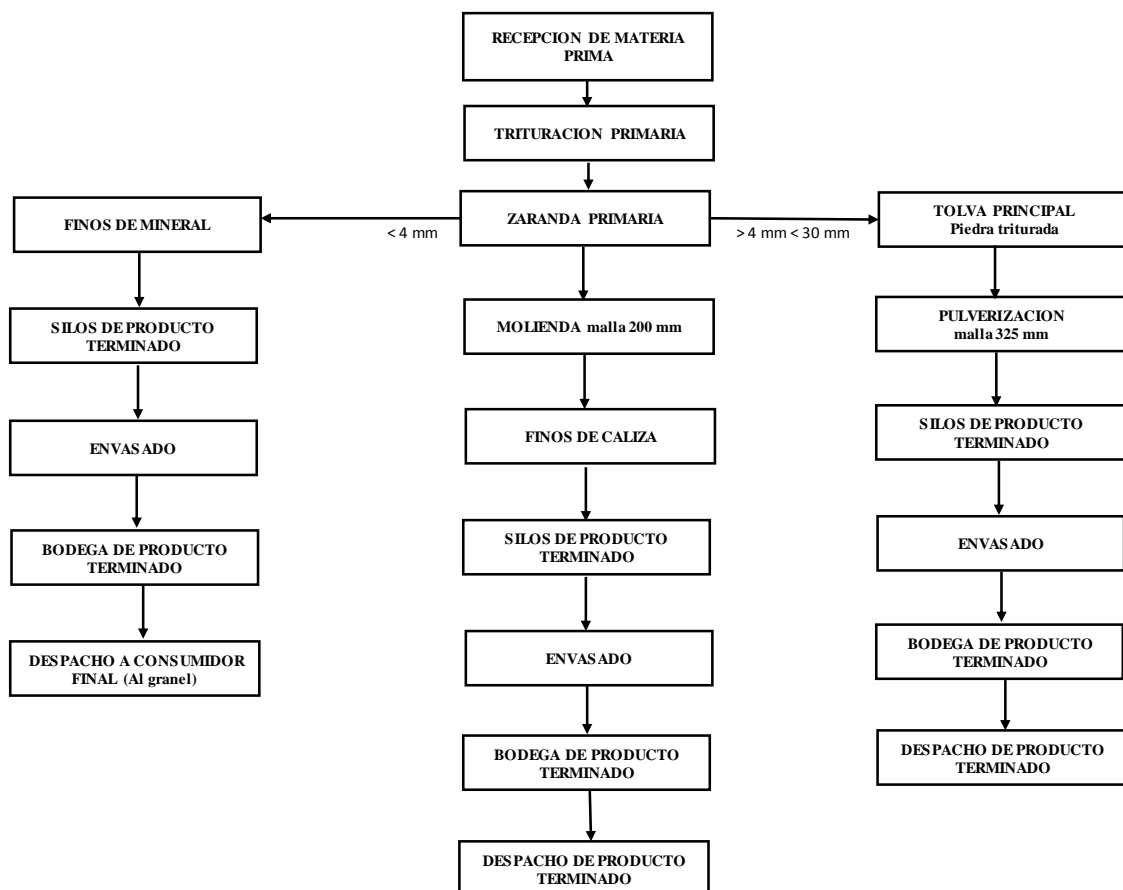 RECEPCION DE MATERIA
PRIMA
TRITURACION PRIMARIA
ZARANDA PRIMARIA
< 4 mm
> 4 mm < 30 mm
FINOS DE MINERAL
SILOS DE PRODUCTO
TERMINADO
ENVASADO
BODEGA DE PRODUCTO
TERMINADO
DESPACHO A CONSUMIDOR
FINAL (Al granel)
MOLIENDA malla 200 mm
FINOS DE CALIZA
SILOS DE PRODUCTO
TERMINADO
ENVASADO
BODEGA DE PRODUCTO
TERMINADO
DESPACHO DE PRODUCTO
TERMINADO
TOLVA PRINCIPAL
Piedra triturada
PULVERIZACION
malla 325 mm
SILOS DE PRODUCTO
TERMINADO
ENVASADO
BODEGA DE PRODUCTO
TERMINADO
DESPACHO DE PRODUCTO
TERMINADO